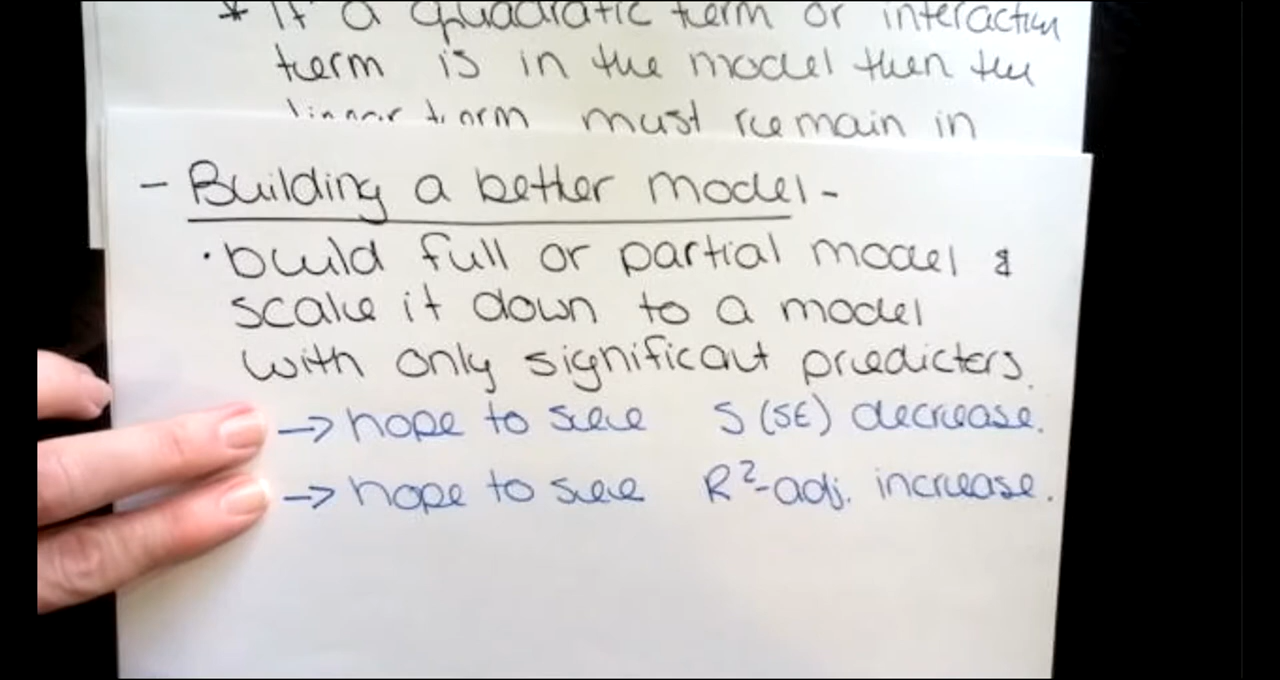 * If a quadratic term or interaction
term is in the model then the
linear term must remain in
- Building a better model -
• build full or partial model &
scale it down to a model
with only significant predictors.
→ hope to see S (SE) decrease.
→ hope to see R²-adj. increase.